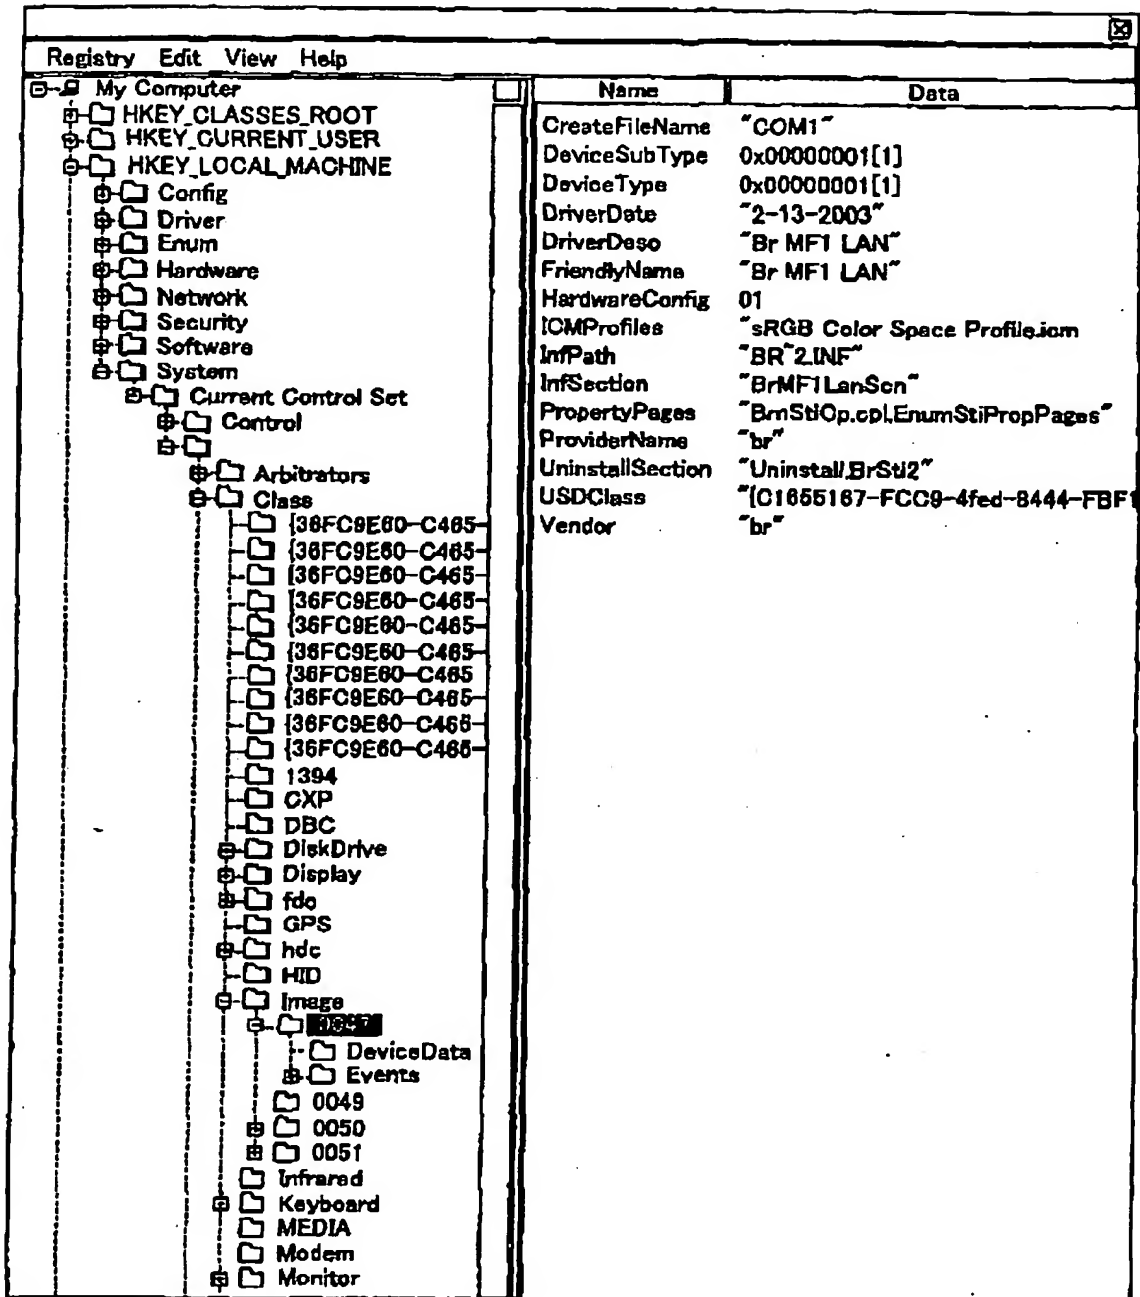 Registry Edit View Help
My Computer
HKEY_CLASSES_ROOT
HKEY_CURRENT_USER
HKEY_LOCAL_MACHINE
Config
Driver
Enum
Hardware
Network
Security
Software
System
Current Control Set
Control
Arbitrators
Class
{36FC9E60-C465-
{36FC9E60-C465-
{36FC9E60-C465-
{36FC9E60-C465-
{36FC9E60-C465-
{36FC9E60-C465-
{36FC9E60-C465
{36FC9E60-C465-
{36FC9E60-C465-
{36FC9E60-C465-
1394
CXP
DBC
DiskDrive
Display
fdc
GPS
hdc
HID
Image
DeviceData
Events
0049
0050
0051
Infrared
Keyboard
MEDIA
Modem
Monitor
Name Data
CreateFileName "COM1"
DeviceSubType 0x00000001[1]
DeviceType 0x00000001[1]
DriverDate "2-13-2003"
DriverDesc "Br MF1 LAN"
FriendlyName "Br MF1 LAN"
HardwareConfig 01
ICMProfiles "sRGB Color Space Profile.icm
InfPath "BR~2.INF"
InfSection "BrMF1LanScn"
PropertyPages "BrnStiCp.cpl,EnumStiPropPages"
ProviderName "br"
UninstallSection "Uninstall.BrSti2"
USDClass "{C1655167-FCC9-4fed-8444-FBF1
Vendor "br"